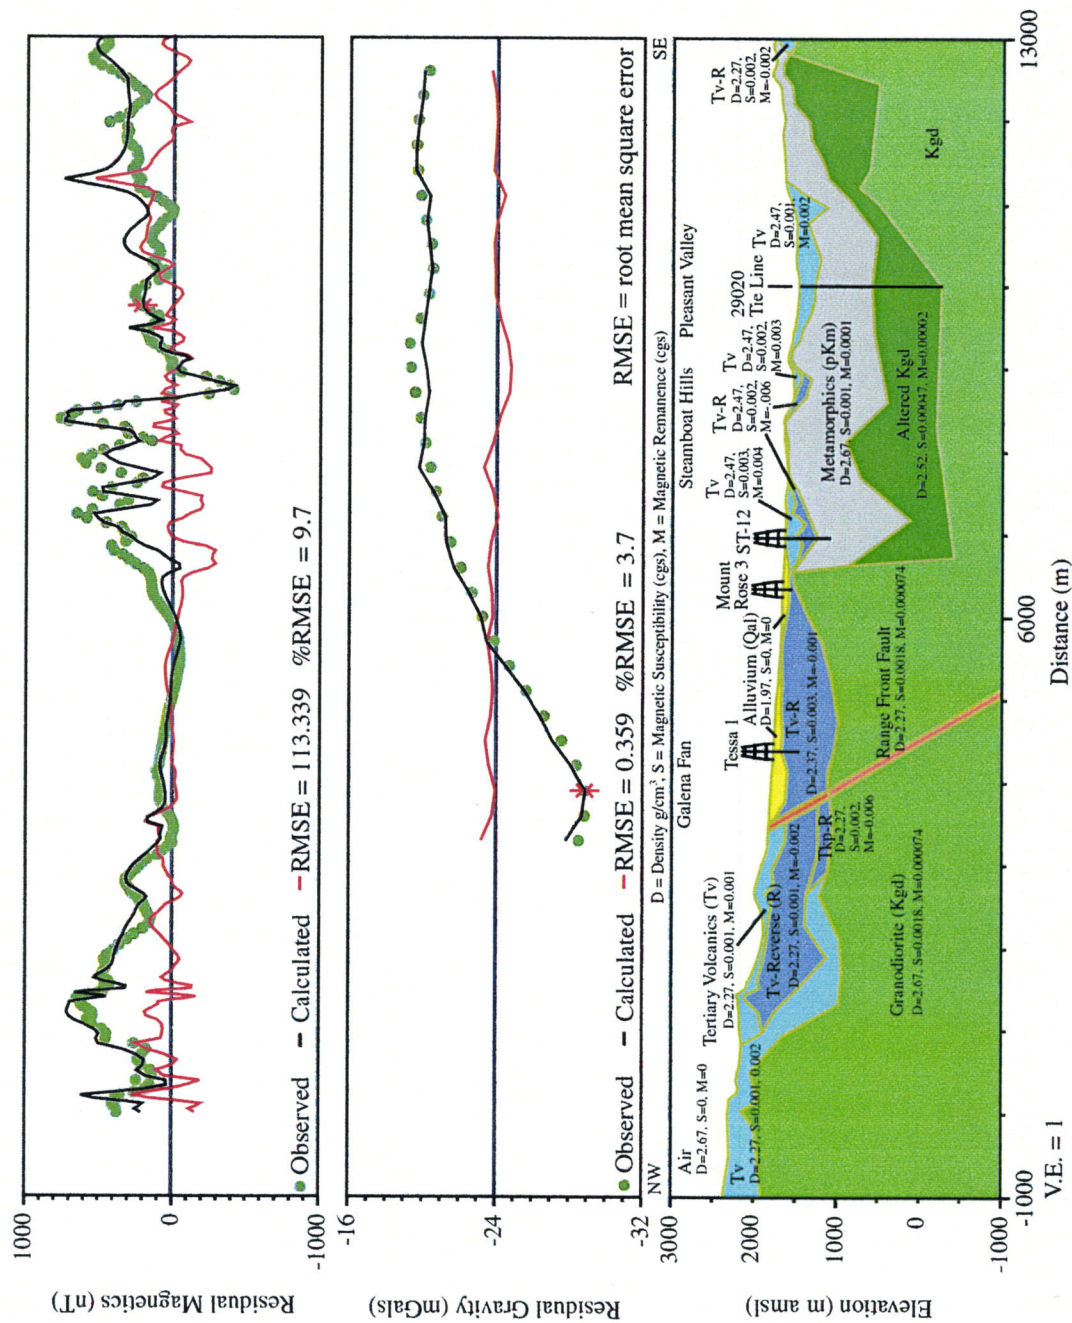 Residual Magnetics (nT)
1000
0
-1000
Observed
Calculated
RMSE = 113.339 %RMSE = 9.7
Residual Gravity (mGals)
-16
-24
-32
Observed
Calculated
RMSE = 0.359 %RMSE = 3.7
RMSE = root mean square error
D = Density g/cm³, S = Magnetic Susceptibility (cgs), M = Magnetic Remanence (cgs)
NW
SE
Galena Fan
Steamboat Hills
Pleasant Valley
Elevation (m amsl)
3000
2000
1000
0
-1000
Air
D=2.67, S=0, M=0
Tv
D=2.27, S=0.001, 0.002
Tertiary Volcanics (Tv)
D=2.27, S=0.001, M=0.001
Tv-Reverse (R)
D=2.27, S=0.001, M=-0.002
Tkp-R
D=2.27,
S=0.002,
M=-0.006
Granodiorite (Kgd)
D=2.67, S=0.0018, M=0.000074
Tessa 1
Alluvium (Qal)
D=1.97, S=0, M=0
Tv-R
D=2.37, S=0.003, M=-0.001
Range Front Fault
D=2.27, S=0.0018, M=0.000074
Mount
Rose 3
ST-12
Tv
D=2.47,
S=0.003,
M=0.004
Tv-R
D=2.47,
S=0.002,
M=-.006
Tv
D=2.47,
S=0.002,
M=0.003
29020
Tie Line
Tv
D=2.47,
S=0.001,
M=0.002
Tv-R
D=2.27,
S=0.002,
M=-0.002
Metamorphics (pKm)
D=2.67, S=0.001, M=0.0001
Altered Kgd
D=2.52, S=0.00047, M=0.00002
Kgd
-1000
6000
13000
V.E. = 1
Distance (m)